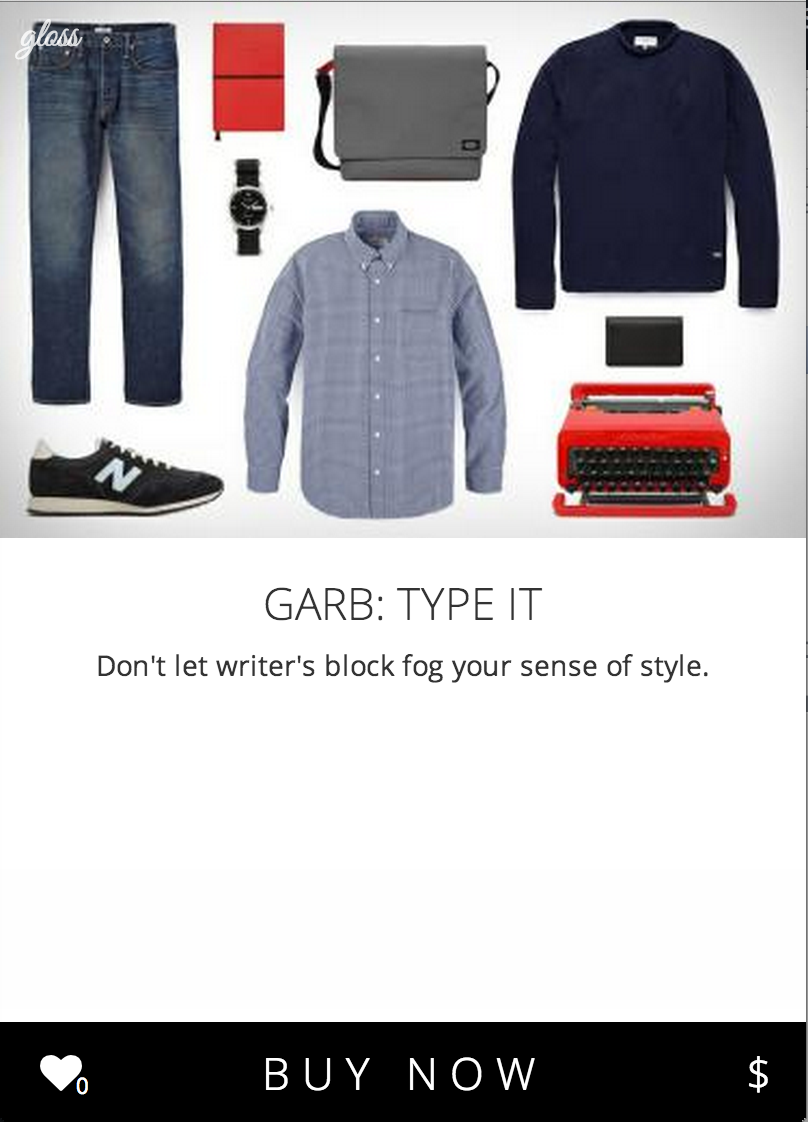 gloss
N
GARB: TYPE IT
Don't let writer's block fog your sense of style.
0
BUY NOW
$